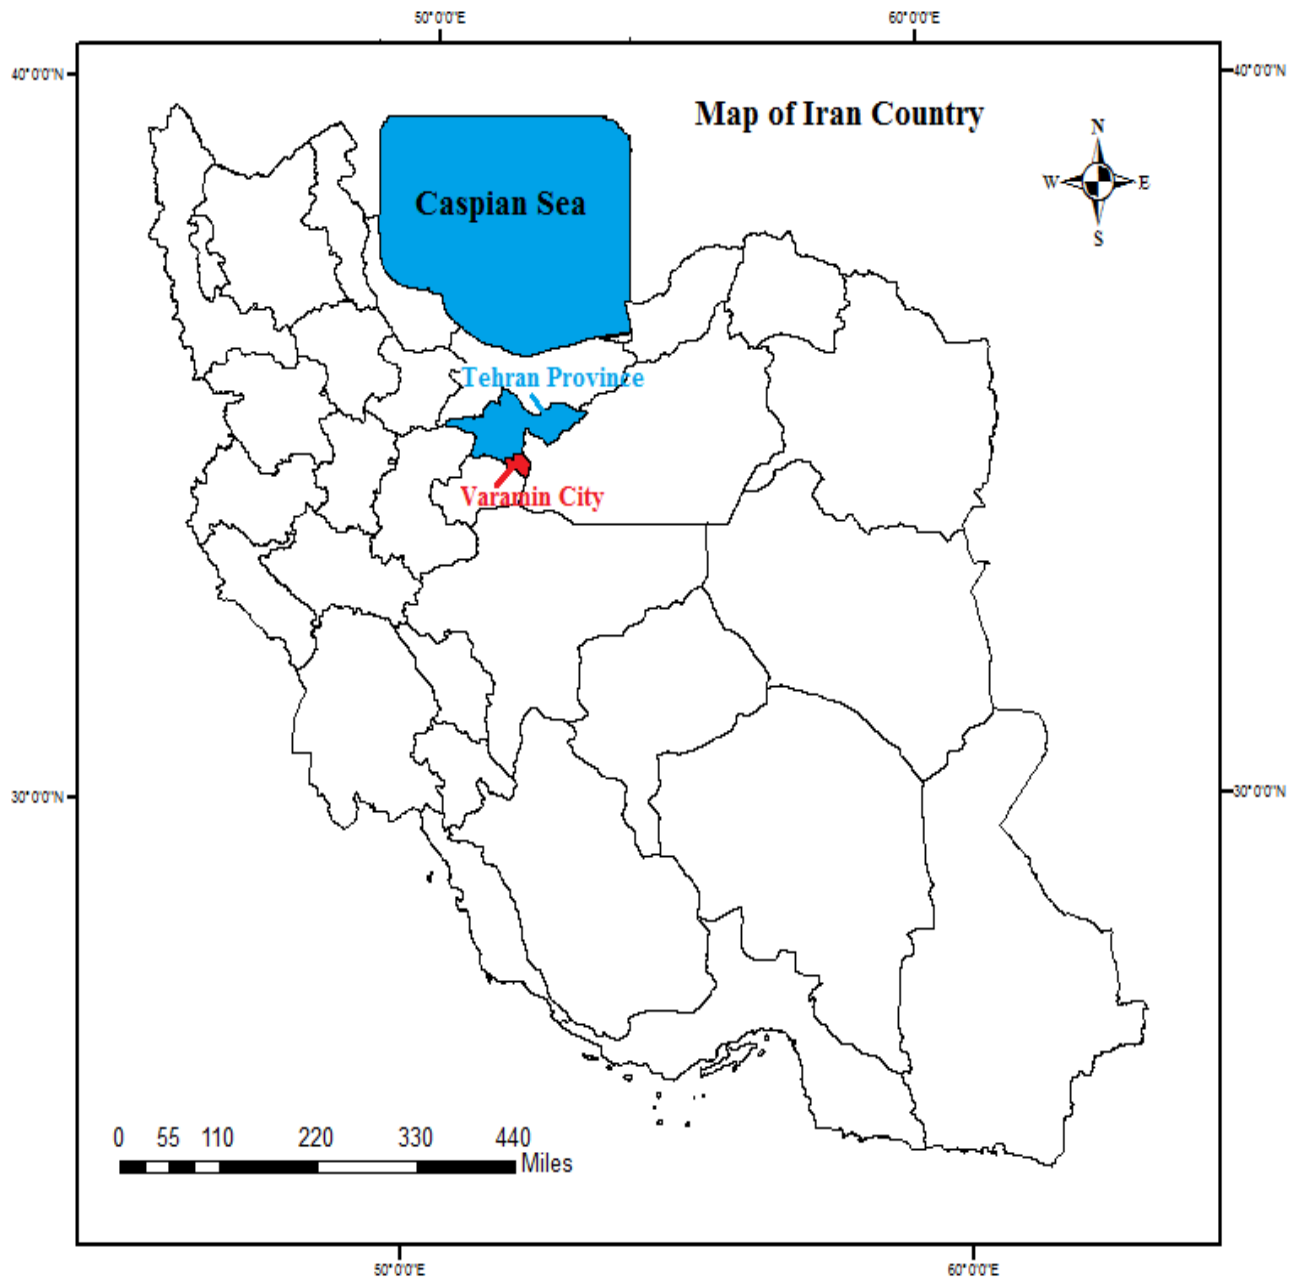 50°0'0"E
60°0'0"E
40°0'0"N
40°0'0"N
Map of Iran Country
N
W
E
S
Caspian Sea
Tehran Province
Varamin City
30°0'0"N
30°0'0"N
0 55 110 220 330 440
Miles
50°0'0"E
60°0'0"E